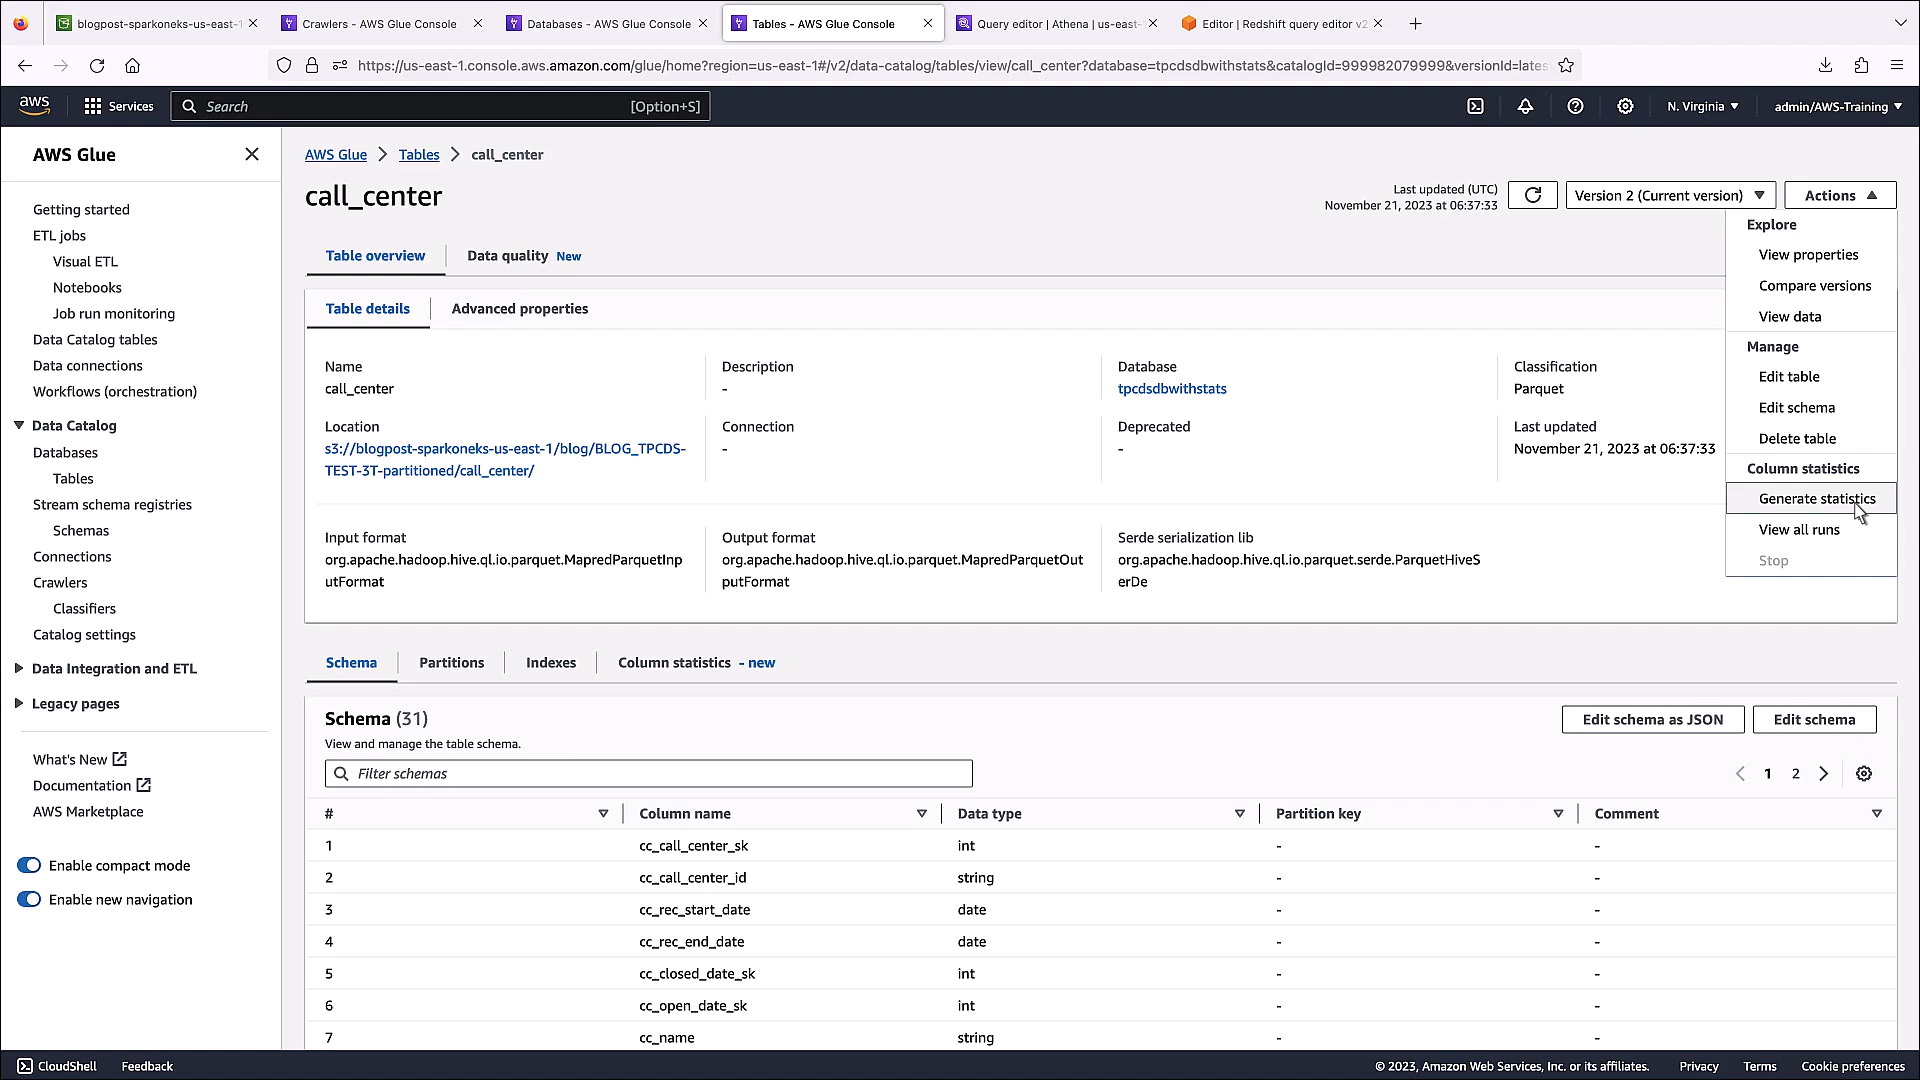 blogpost-sparkoneks-us-east-1
Crawlers - AWS Glue Console
Databases - AWS Glue Console
Tables - AWS Glue Console
Query editor | Athena | us-east-
Editor | Redshift query editor v2
https://us-east-1.console.aws.amazon.com/glue/home?region=us-east-1#/v2/data-catalog/tables/view/call_center?database=tpcdsdbwithstats&catalogId=999982079999&versionId=lates
aws
Services
Search
[Option+S]
N. Virginia
admin/AWS-Training
AWS Glue
Getting started
ETL jobs
Visual ETL
Notebooks
Job run monitoring
Data Catalog tables
Data connections
Workflows (orchestration)
Data Catalog
Databases
Tables
Stream schema registries
Schemas
Connections
Crawlers
Classifiers
Catalog settings
Data Integration and ETL
Legacy pages
What's New
Documentation
AWS Marketplace
Enable compact mode
Enable new navigation
AWS Glue > Tables > call_center
call_center
Last updated (UTC)
November 21, 2023 at 06:37:33
Version 2 (Current version)
Actions
Explore
View properties
Compare versions
View data
Manage
Edit table
Edit schema
Delete table
Column statistics
Generate statistics
View all runs
Stop
Table overview
Data quality New
Table details
Advanced properties
Name
call_center
Description
-
Database
tpcdsdbwithstats
Classification
Parquet
Location
s3://blogpost-sparkoneks-us-east-1/blog/BLOG_TPCDS-
TEST-3T-partitioned/call_center/
Connection
-
Deprecated
-
Last updated
November 21, 2023 at 06:37:33
Input format
org.apache.hadoop.hive.ql.io.parquet.MapredParquetInp
utFormat
Output format
org.apache.hadoop.hive.ql.io.parquet.MapredParquetOut
putFormat
Serde serialization lib
org.apache.hadoop.hive.ql.io.parquet.serde.ParquetHiveS
erDe
Schema
Partitions
Indexes
Column statistics - new
Schema (31)
View and manage the table schema.
Edit schema as JSON
Edit schema
Filter schemas
1 2
# Column name Data type Partition key Comment
1 cc_call_center_sk int - -
2 cc_call_center_id string - -
3 cc_rec_start_date date - -
4 cc_rec_end_date date - -
5 cc_closed_date_sk int - -
6 cc_open_date_sk int - -
7 cc_name string - -
CloudShell
Feedback
© 2023, Amazon Web Services, Inc. or its affiliates.
Privacy
Terms
Cookie preferences